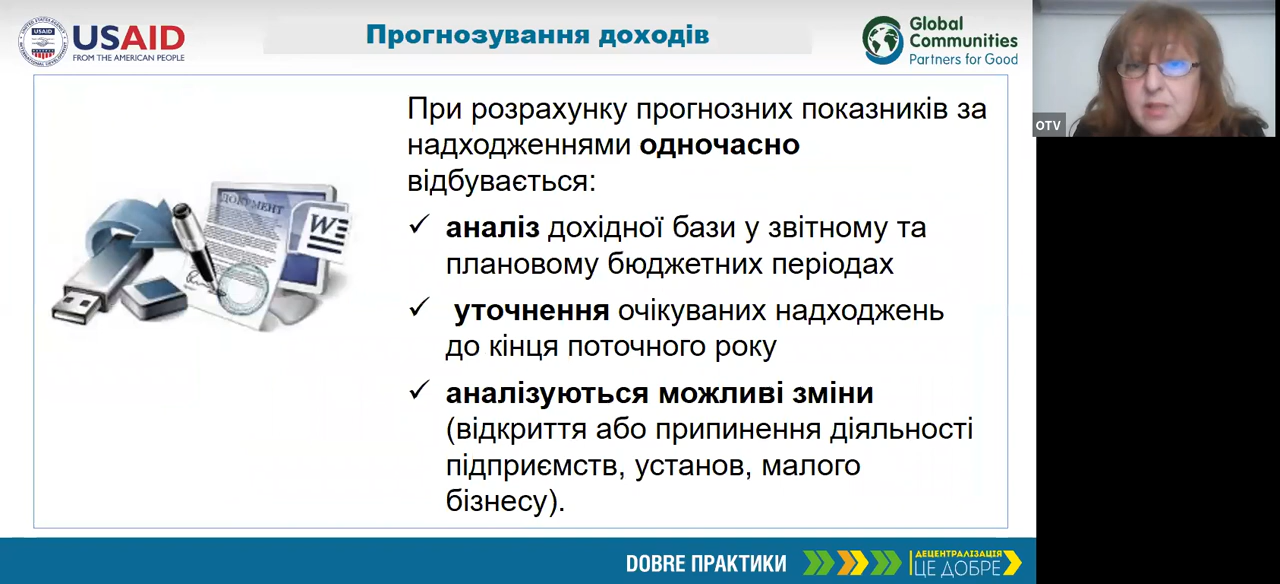 USAID
FROM THE AMERICAN PEOPLE
Прогнозування доходів
Global
Communities
Partners for Good
При розрахунку прогнозних показників за
надходженнями одночасно
відбувається:
✓ аналіз дохідної бази у звітному та
плановому бюджетних періодах
✓ уточнення очікуваних надходжень
до кінця поточного року
✓ аналізуються можливі зміни
(відкриття або припинення діяльності
підприємств, установ, малого
бізнесу).
ДОКУМЕНТ
W
OTV
DOBRE ПРАКТИКИ
ДЕЦЕНТРАЛІЗАЦІЯ
ЦЕ ДОБРЕ